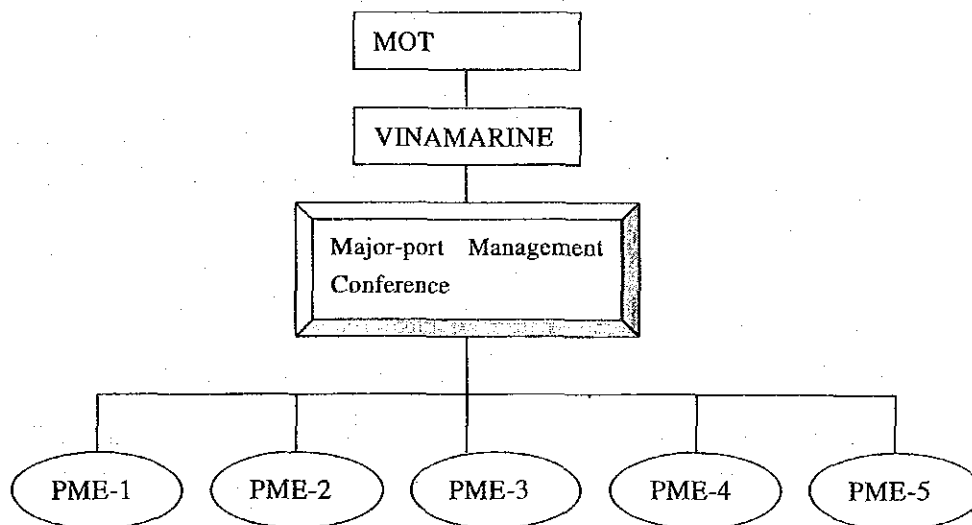 MOT
VINAMARINE
Major-port Management
Conference
PME-1 PME-2 PME-3 PME-4 PME-5